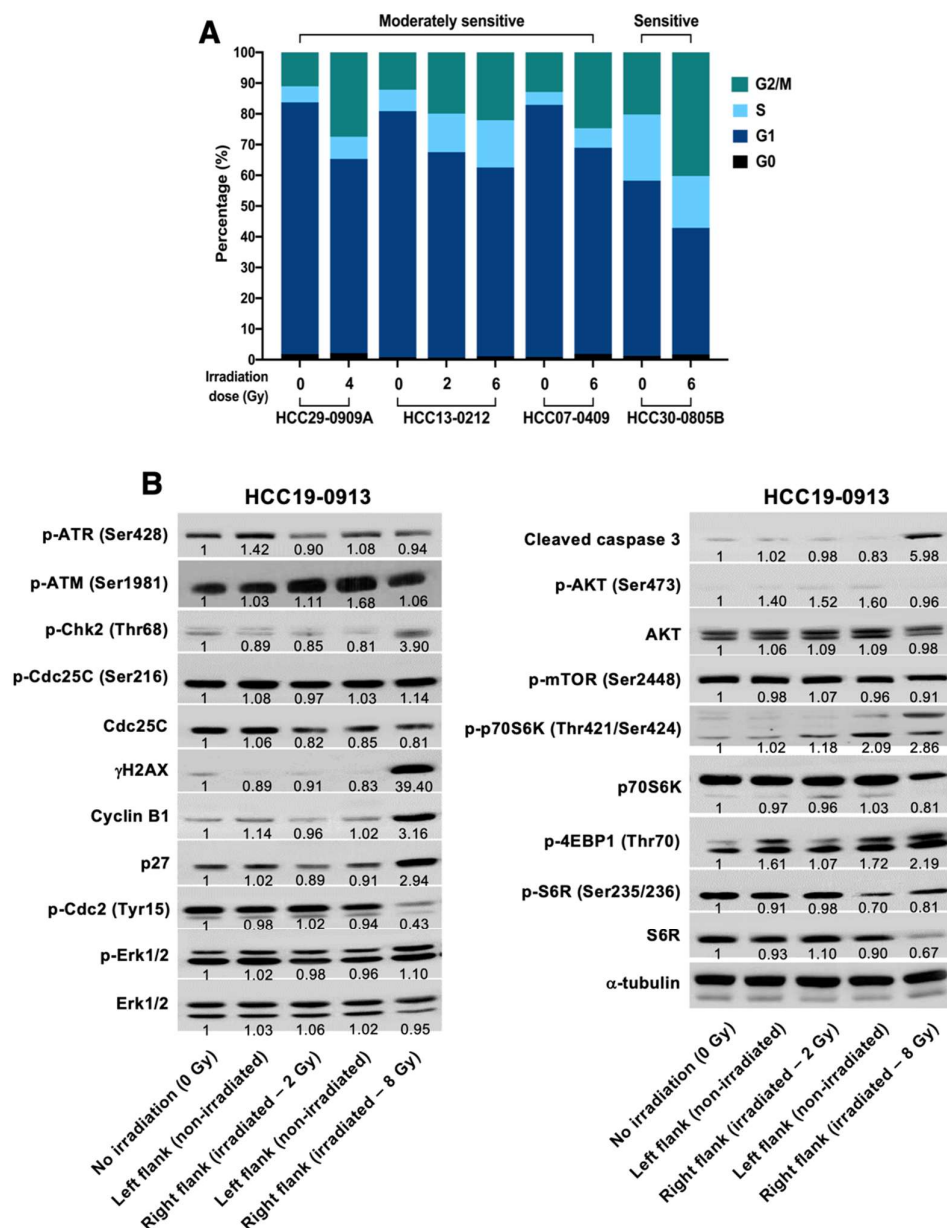 A
Moderately sensitive
Sensitive
Percentage (%)
100
90
80
70
60
50
40
30
20
10
0
G2/M
S
G1
G0
Irradiation dose (Gy)
0 4 0 2 6 0 6 0 6
HCC29-0909A HCC13-0212 HCC07-0409 HCC30-0805B
B
HCC19-0913
p-ATR (Ser428)
1 1.42 0.90 1.08 0.94
p-ATM (Ser1981)
1 1.03 1.11 1.68 1.06
p-Chk2 (Thr68)
1 0.89 0.85 0.81 3.90
p-Cdc25C (Ser216)
1 1.08 0.97 1.03 1.14
Cdc25C
1 1.06 0.82 0.85 0.81
γH2AX
1 0.89 0.91 0.83 39.40
Cyclin B1
1 1.14 0.96 1.02 3.16
p27
1 1.02 0.89 0.91 2.94
p-Cdc2 (Tyr15)
1 0.98 1.02 0.94 0.43
p-Erk1/2
1 1.02 0.98 0.96 1.10
Erk1/2
1 1.03 1.06 1.02 0.95
No irradiation (0 Gy)
Left flank (non-irradiated)
Right flank (irradiated – 2 Gy)
Left flank (non-irradiated)
Right flank (irradiated – 8 Gy)
HCC19-0913
Cleaved caspase 3
1 1.02 0.98 0.83 5.98
p-AKT (Ser473)
1 1.40 1.52 1.60 0.96
AKT
1 1.06 1.09 1.09 0.98
p-mTOR (Ser2448)
1 0.98 1.07 0.96 0.91
p-p70S6K (Thr421/Ser424)
1 1.02 1.18 2.09 2.86
p70S6K
1 0.97 0.96 1.03 0.81
p-4EBP1 (Thr70)
1 1.61 1.07 1.72 2.19
p-S6R (Ser235/236)
1 0.91 0.98 0.70 0.81
S6R
1 0.93 1.10 0.90 0.67
α-tubulin
No irradiation (0 Gy)
Left flank (non-irradiated)
Right flank (irradiated – 2 Gy)
Left flank (non-irradiated)
Right flank (irradiated – 8 Gy)